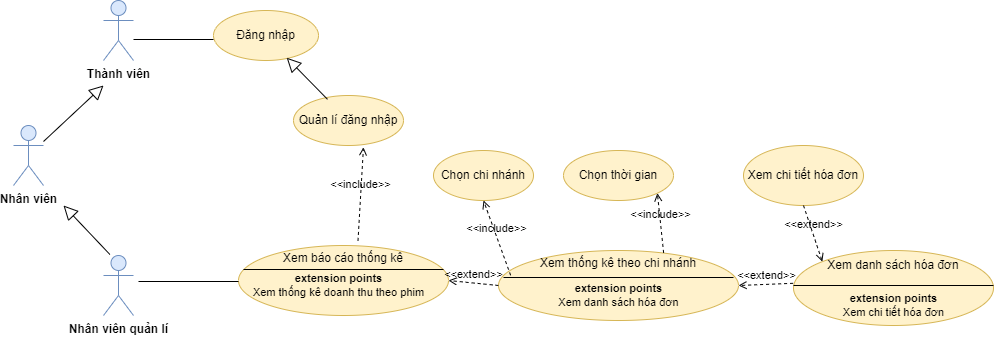 Đăng nhập
Thành viên
Quản lí đăng nhập
Nhân viên
<<include>>
Chọn chi nhánh
Chọn thời gian
Xem chi tiết hóa đơn
<<include>>
<<include>>
<<extend>>
Xem báo cáo thống kê
extension points
Xem thống kê doanh thu theo phim
<<extend>>
Xem thống kê theo chi nhánh
extension points
Xem danh sách hóa đơn
<<extend>>
Xem danh sách hóa đơn
extension points
Xem chi tiết hóa đơn
Nhân viên quản lí